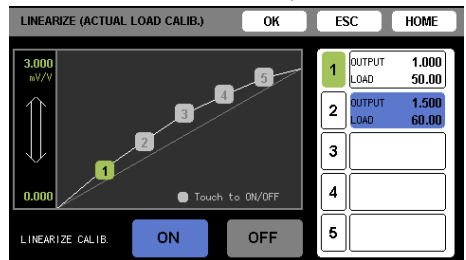 LINEARIZE (ACTUAL LOAD CALIB.)
OK
ESC
HOME
3.000
mV/V
0.000
1
2
3
4
5
Touch to ON/OFF
LINEARIZE CALIB.
ON
OFF
1
OUTPUT 1.000
LOAD 50.00
2
OUTPUT 1.500
LOAD 60.00
3
4
5